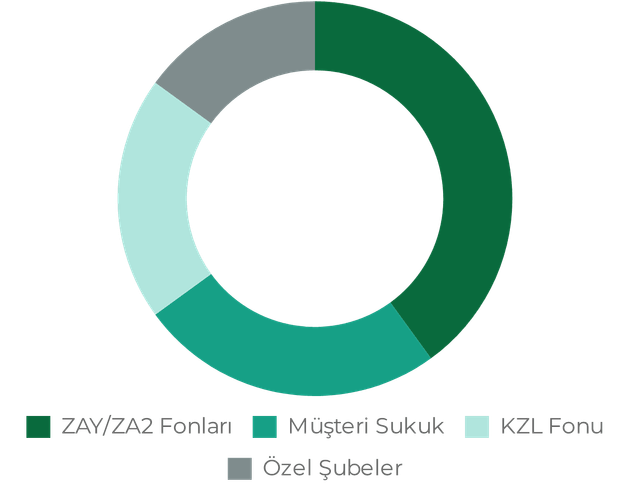 ZAY/ZA2 Fonları Müşteri Sukuk KZL Fonu
Özel Şubeler